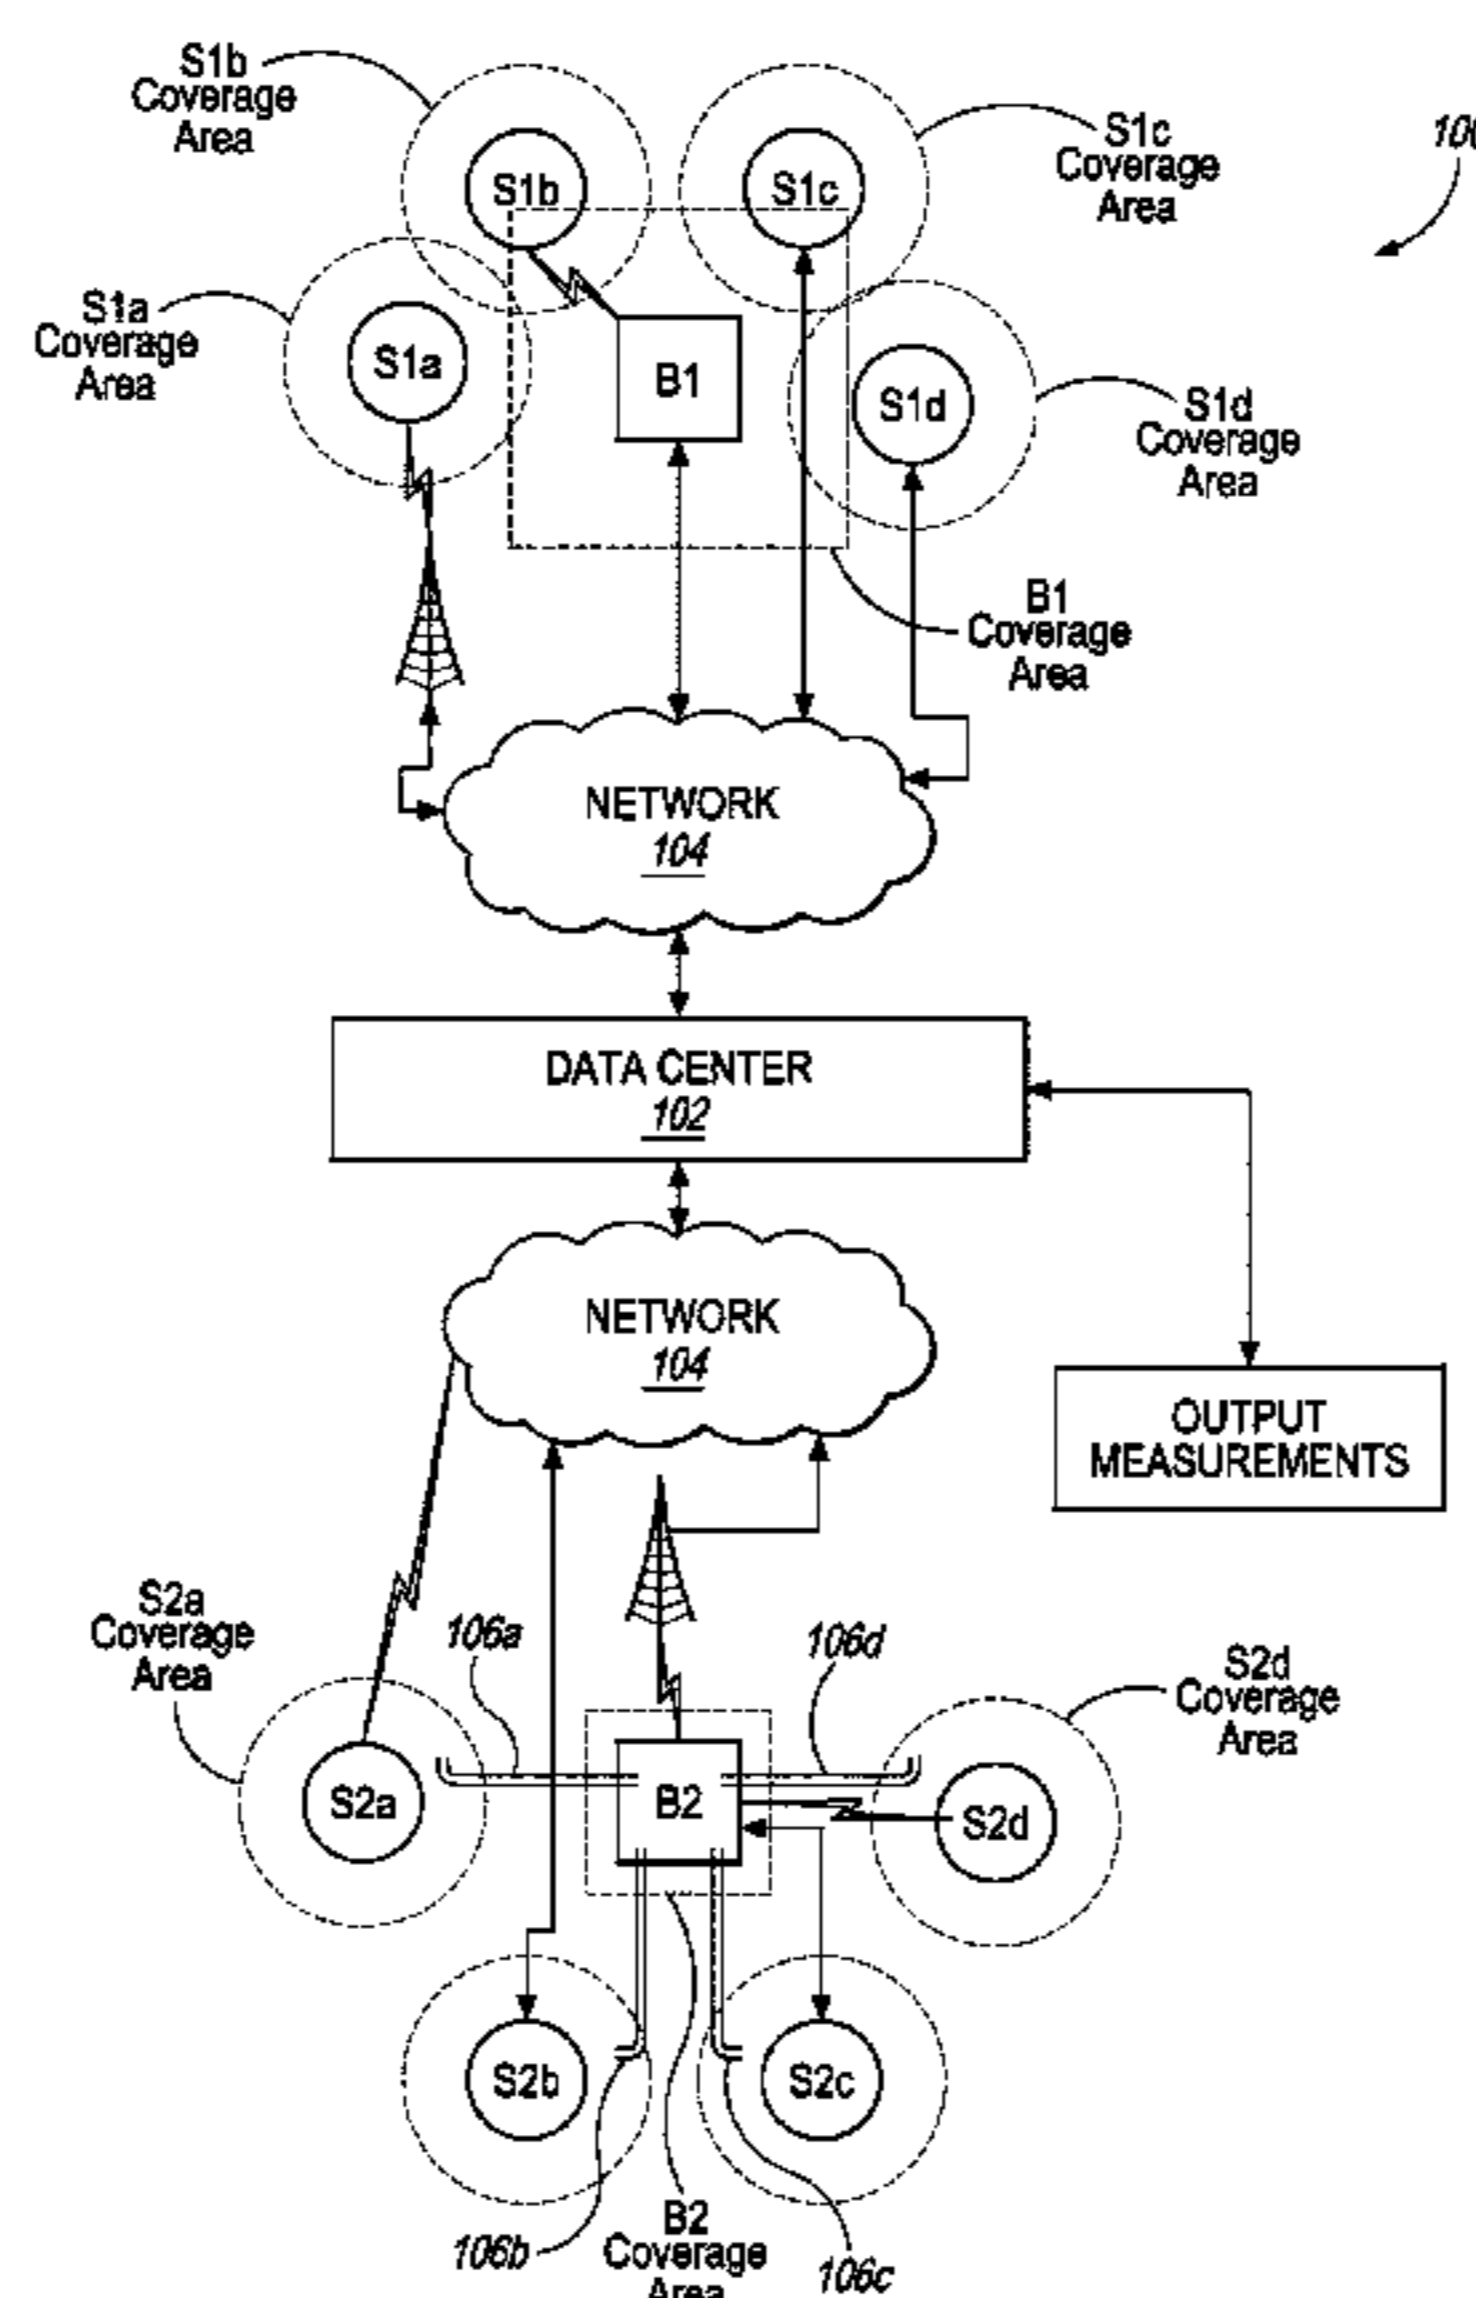 S1b
Coverage
Area
S1c
Coverage
Area
S1b
S1c
S1a
Coverage
Area
S1a
B1
S1d
S1d
Coverage
Area
B1
Coverage
Area
NETWORK
104
DATA CENTER
102
NETWORK
104
OUTPUT
MEASUREMENTS
S2a
Coverage
Area
106a
106d
S2d
Coverage
Area
S2a
B2
S2d
S2b
S2c
106b
B2
Coverage
Area
106c